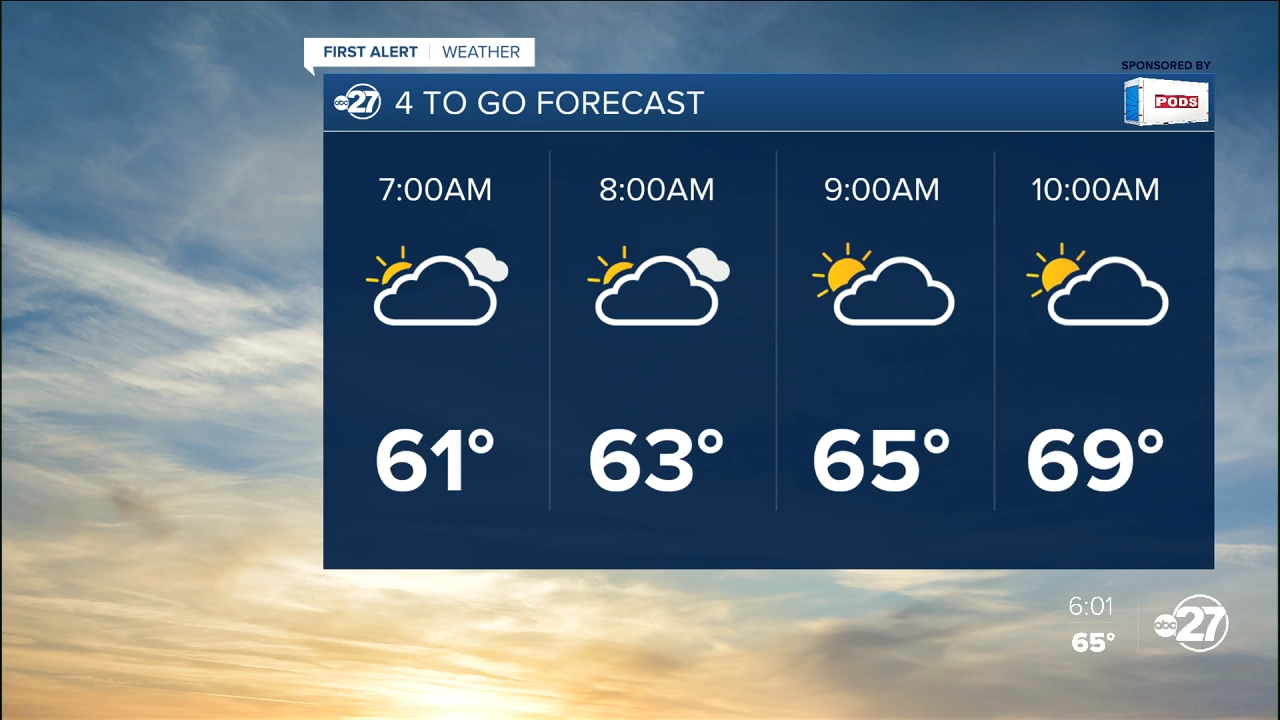 FIRST ALERT | WEATHER
SPONSORED BY
abc 27 4 TO GO FORECAST
PODS
7:00AM 8:00AM 9:00AM 10:00AM
61° 63° 65° 69°
6:01
65°
abc 27